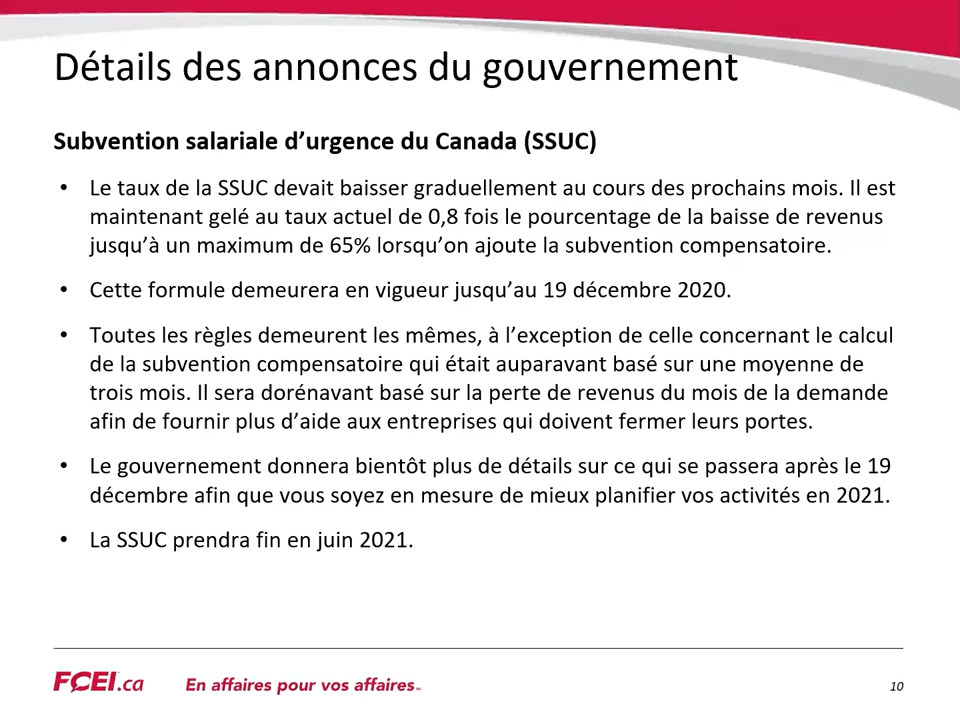 Détails des annonces du gouvernement
Subvention salariale d’urgence du Canada (SSUC)
• Le taux de la SSUC devait baisser graduellement au cours des prochains mois. Il est
maintenant gelé au taux actuel de 0,8 fois le pourcentage de la baisse de revenus
jusqu’à un maximum de 65% lorsqu’on ajoute la subvention compensatoire.
• Cette formule demeurera en vigueur jusqu’au 19 décembre 2020.
• Toutes les règles demeurent les mêmes, à l’exception de celle concernant le calcul
de la subvention compensatoire qui était auparavant basé sur une moyenne de
trois mois. Il sera dorénavant basé sur la perte de revenus du mois de la demande
afin de fournir plus d’aide aux entreprises qui doivent fermer leurs portes.
• Le gouvernement donnera bientôt plus de détails sur ce qui se passera après le 19
décembre afin que vous soyez en mesure de mieux planifier vos activités en 2021.
• La SSUC prendra fin en juin 2021.
FCEI.ca En affaires pour vos affaires.
10